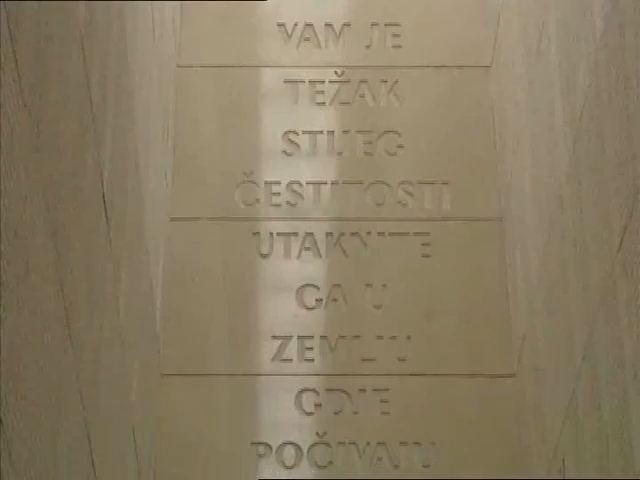 VAM JE
TEŽAK
STIJEG
ČESTITOSTI
UTAKNITE
GA U
ZEMLJU
GDJE
POČIVAJU